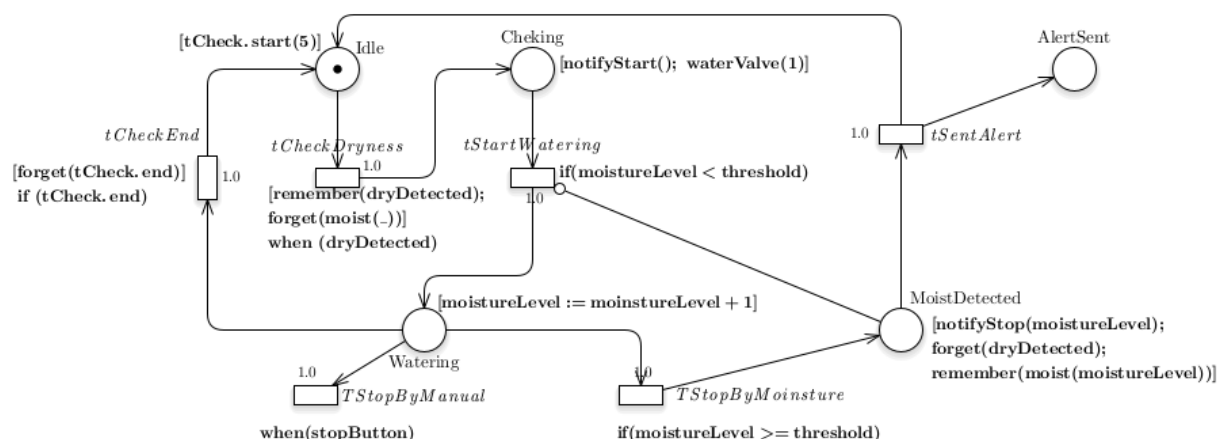 [tCheck.start(5)]
Idle
Cheking
[notifyStart(); waterValve(1)]
AlertSent
tCheckEnd
1.0
[forget(tCheck.end)]
if (tCheck.end)
tCheckDryness
1.0
[remember(dryDetected);
forget(moist(_))]
when (dryDetected)
tStartWatering
if(moistureLevel < threshold)
1.0
1.0
tSentAlert
[moistureLevel := moinstureLevel + 1]
Watering
MoistDetected
[notifyStop(moistureLevel);
forget(dryDetected);
remember(moist(moistureLevel))]
1.0
TStopByManual
when(stopButton)
1.0
TStopByMoinsture
if(moistureLevel >= threshold)